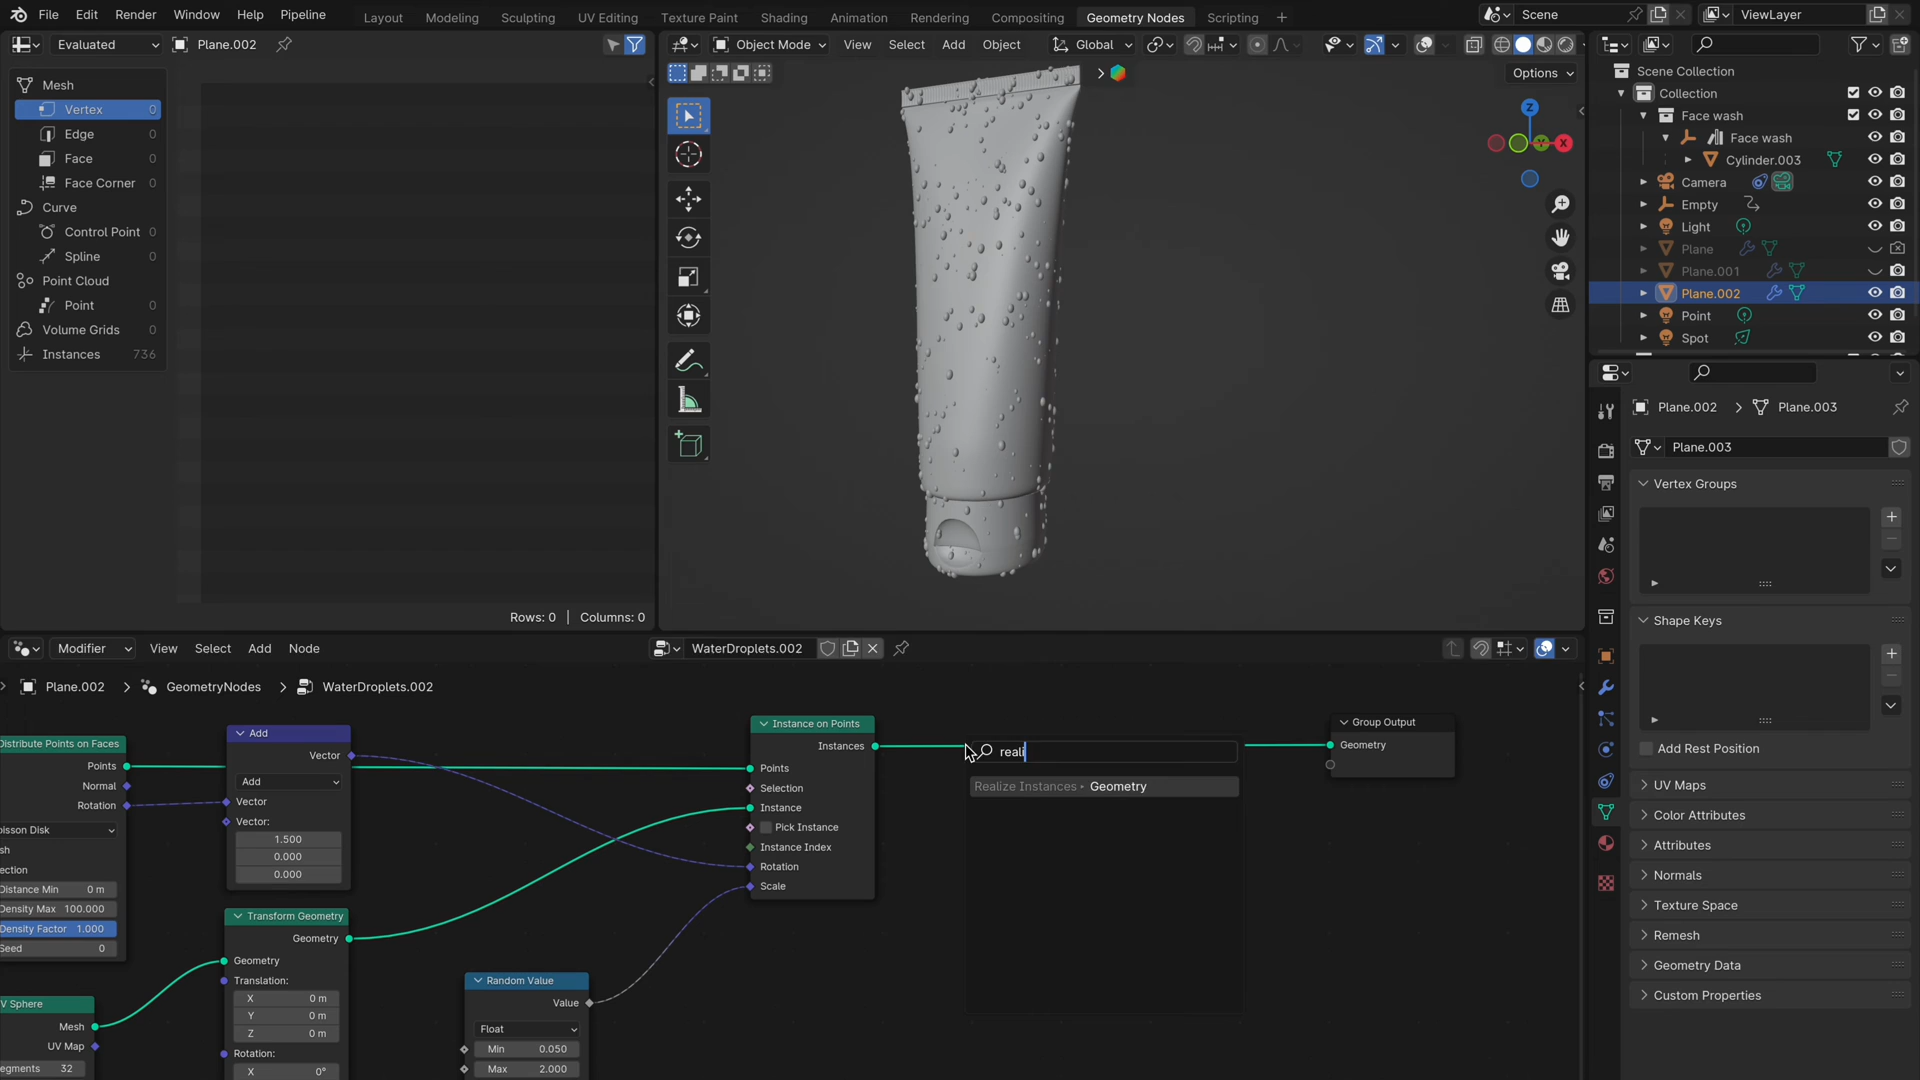 File Edit Render Window Help Pipeline
Layout Modeling Sculpting UV Editing Texture Paint Shading Animation Rendering Compositing Geometry Nodes Scripting +
Scene
ViewLayer
Evaluated
Plane.002
Mesh
Vertex 0
Edge 0
Face 0
Face Corner 0
Curve
Control Point 0
Spline 0
Point Cloud
Point 0
Volume Grids 0
Instances 736
Rows: 0 | Columns: 0
Object Mode View Select Add Object Global
Options
Z
X
Scene Collection
Collection
Face wash
Face wash
Cylinder.003
Camera
Empty
Light
Plane
Plane.001
Plane.002
Point
Spot
Plane.002 > Plane.003
Plane.003
Vertex Groups
Shape Keys
Add Rest Position
UV Maps
Color Attributes
Attributes
Normals
Texture Space
Remesh
Geometry Data
Custom Properties
Modifier View Select Add Node
WaterDroplets.002
Plane.002 > GeometryNodes > WaterDroplets.002
Distribute Points on Faces
Points
Normal
Rotation
oisson Disk
sh
ection
Distance Min 0 m
Density Max 100.000
Density Factor 1.000
Seed 0
V Sphere
Mesh
UV Map
egments 32
Add
Vector
Add
Vector
Vector:
1.500
0.000
0.000
Transform Geometry
Geometry
Geometry
Translation:
X 0 m
Y 0 m
Z 0 m
Rotation:
X 0°
Random Value
Value
Float
Min 0.050
Max 2.000
Instance on Points
Instances
Points
Selection
Instance
Pick Instance
Instance Index
Rotation
Scale
reali
Realize Instances • Geometry
Group Output
Geometry